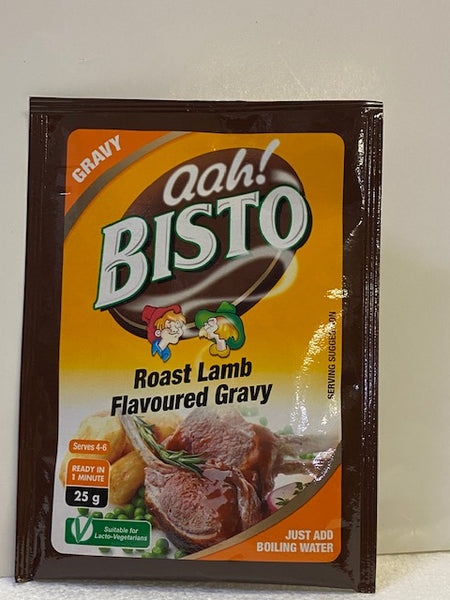 GRAVY
aah!
BISTO
Roast Lamb
Flavoured Gravy
SERVING SUGGESTION
Serves 4-6
READY IN
1 MINUTE
25 g
Suitable for
Lacto-Vegetarians
JUST ADD
BOILING WATER